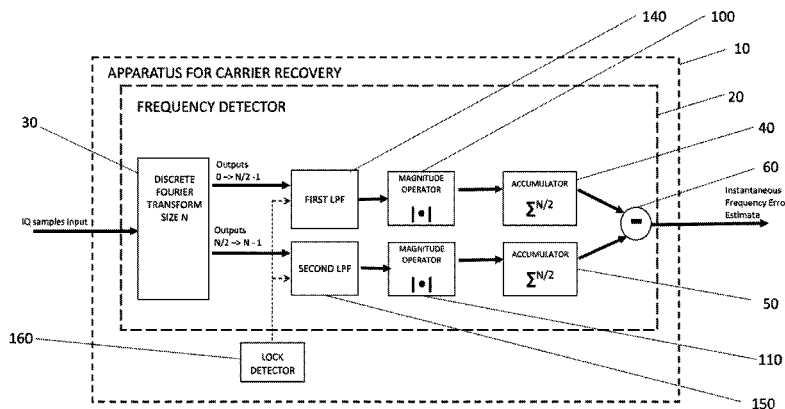 140
100
10
APPARATUS FOR CARRIER RECOVERY
20
FREQUENCY DETECTOR
30
40
60
Outputs
0 -> N/2 - 1
DISCRETE
FOURIER
TRANSFORM
SIZE N
FIRST LPF
MAGNITUDE
OPERATOR
|•|
ACCUMULATOR
Σ^N/2
Instantaneous
Frequency Erro
Estimate
IQ samples input
-
Outputs
N/2 -> N - 1
SECOND LPF
MAGNITUDE
OPERATOR
|•|
ACCUMULATOR
Σ^N/2
50
160
LOCK
DETECTOR
110
150